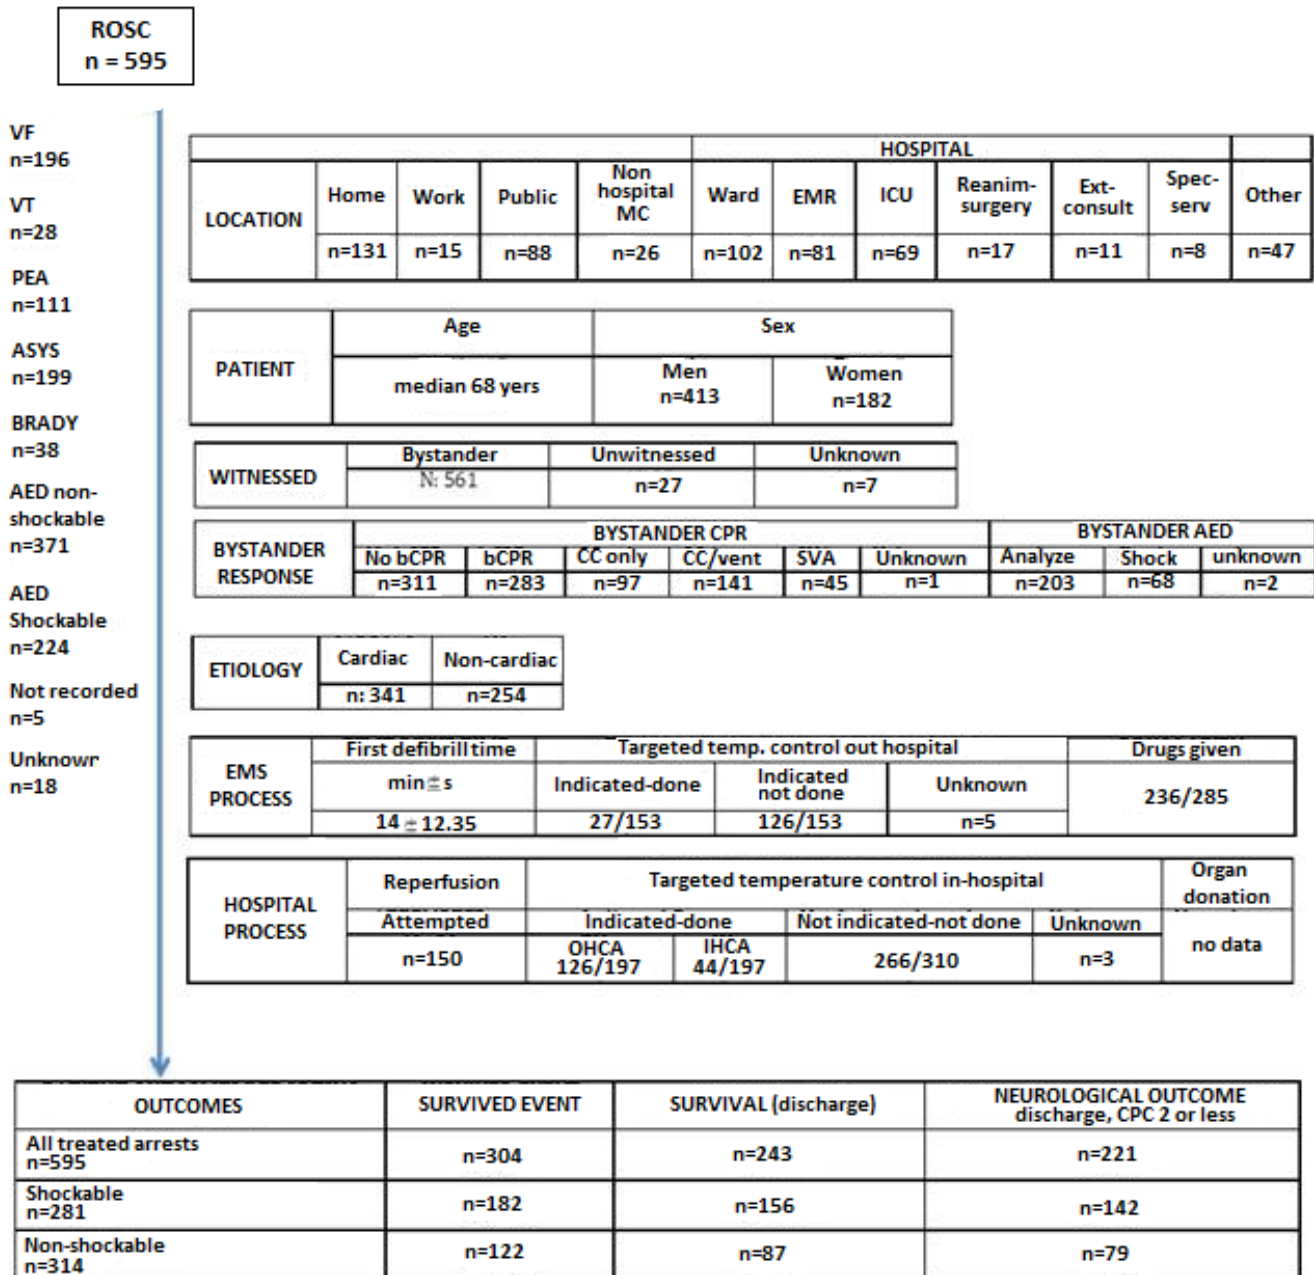 ROSC
n = 595
VF
n=196
VT
n=28
PEA
n=111
ASYS
n=199
BRADY
n=38
AED non-
shockable
n=371
AED
Shockable
n=224
Not recorded
n=5
Unknown
n=18
HOSPITAL
LOCATION Home Work Public Non hospital MC Ward EMR ICU Reanim-surgery Ext-consult Spec-serv Other
n=131 n=15 n=88 n=26 n=102 n=81 n=69 n=17 n=11 n=8 n=47
PATIENT Age Sex
median 68 yers Men n=413 Women n=182
WITNESSED Bystander Unwitnessed Unknown
N: 561 n=27 n=7
BYSTANDER RESPONSE BYSTANDER CPR BYSTANDER AED
No bCPR bCPR CC only CC/vent SVA Unknown Analyze Shock unknown
n=311 n=283 n=97 n=141 n=45 n=1 n=203 n=68 n=2
ETIOLOGY Cardiac Non-cardiac
n: 341 n=254
EMS PROCESS First defibrill time Targeted temp. control out hospital Drugs given
min±s Indicated-done Indicated not done Unknown 236/285
14 ±12.35 27/153 126/153 n=5
HOSPITAL PROCESS Reperfusion Targeted temperature control in-hospital Organ donation
Attempted Indicated-done Not indicated-not done Unknown
n=150 OHCA 126/197 IHCA 44/197 266/310 n=3 no data
OUTCOMES SURVIVED EVENT SURVIVAL (discharge) NEUROLOGICAL OUTCOME discharge, CPC 2 or less
All treated arrests n=595 n=304 n=243 n=221
Shockable n=281 n=182 n=156 n=142
Non-shockable n=314 n=122 n=87 n=79